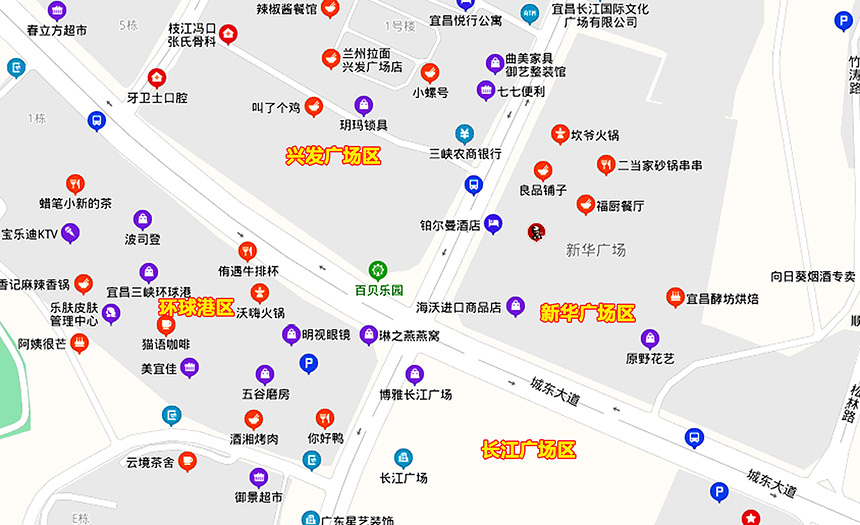 辣椒酱餐馆
宜昌悦行公寓
ATM
宜昌长江国际文化
广场有限公司
P
春立方超市
5栋
枝江冯口
张氏骨科
1号楼
兰州拉面
兴发广场店
曲美家具
御艺整装馆
竹涛路
小螺号
七七便利
牙卫士口腔
叫了个鸡
玥玛锁具
1栋
坎爷火锅
三峡农商银行
兴发广场区
二当家砂锅串串
良品铺子
蜡笔小新的茶
福厨餐厅
铂尔曼酒店
宝乐迪KTV
波司登
新华广场
侑遇牛排杯
向日葵烟酒专卖
香记麻辣香锅
宜昌三峡环球港
百贝乐园
宜昌酵坊烘焙
环球港区
海沃进口商品店
新华广场区
乐肤皮肤
管理中心
沃嗨火锅
顺
猫语咖啡
明视眼镜
琳之燕燕窝
阿姨很芒
原野花艺
美宜佳
P
五谷磨房
博雅长江广场
城东大道
松林路
酒湘烤肉
你好鸭
长江广场区
云境茶舍
长江广场
御景超市
城东大道
P
E栋
广东星艺装饰